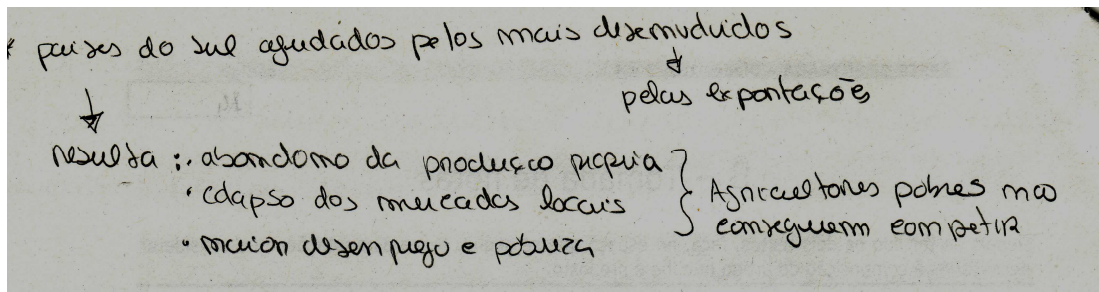 * países do sul ajudados pelos mais desenvolvidos
↓
pelas exportações
↓
resulta: · abandono da produção própria
· colapso dos mercados locais
· maior desemprego e pobreza
} Agricultores pobres não
conseguem competir